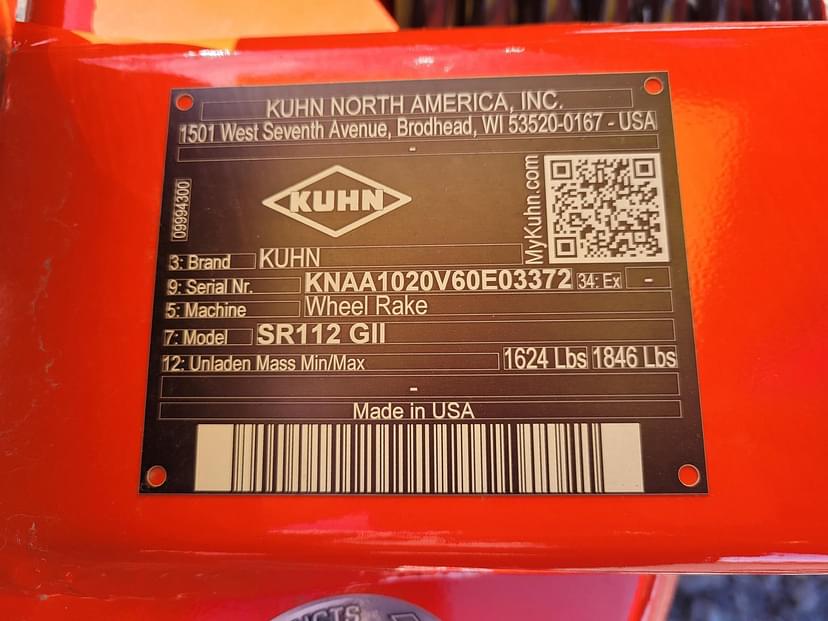 KUHN NORTH AMERICA, INC.
1501 West Seventh Avenue, Brodhead, WI 53520-0167 - USA
-
09994300
KUHN
MyKuhn.com
3: Brand KUHN
9: Serial Nr. KNAA1020V60E03372 34: Ex -
5: Machine Wheel Rake
7: Model SR112 GII
12: Unladen Mass Min/Max 1624 Lbs 1846 Lbs
-
Made in USA